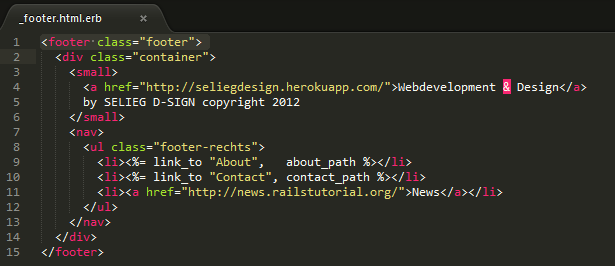 _footer.html.erb ×
1 <footer class="footer">
2   <div class="container">
3     <small>
4       <a href="http://seliegdesign.herokuapp.com/">Webdevelopment & Design</a>
5       by SELIEG D-SIGN copyright 2012
6     </small>
7     <nav>
8       <ul class="footer-rechts">
9         <li><%= link_to "About",   about_path %></li>
10         <li><%= link_to "Contact", contact_path %></li>
11         <li><a href="http://news.railstutorial.org/">News</a></li>
12       </ul>
13     </nav>
14   </div>
15 </footer>